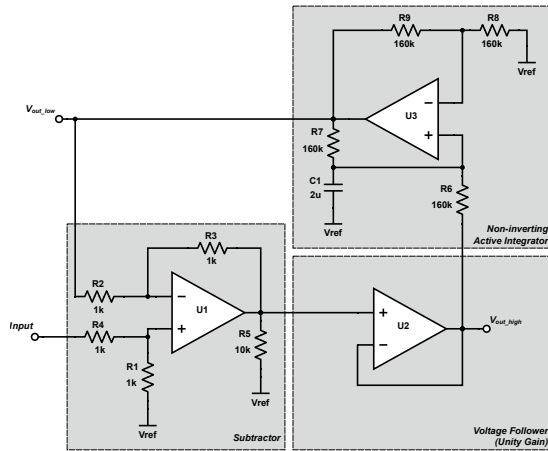 R9
160k
R8
160k
Vref
V_out_low
U3
R7
160k
C1
2u
Vref
R6
160k
Non-inverting
Active Integrator
R3
1k
R2
1k
U1
Input
R4
1k
R1
1k
Vref
R5
10k
Vref
Subtractor
U2
V_out_high
Voltage Follower
(Unity Gain)